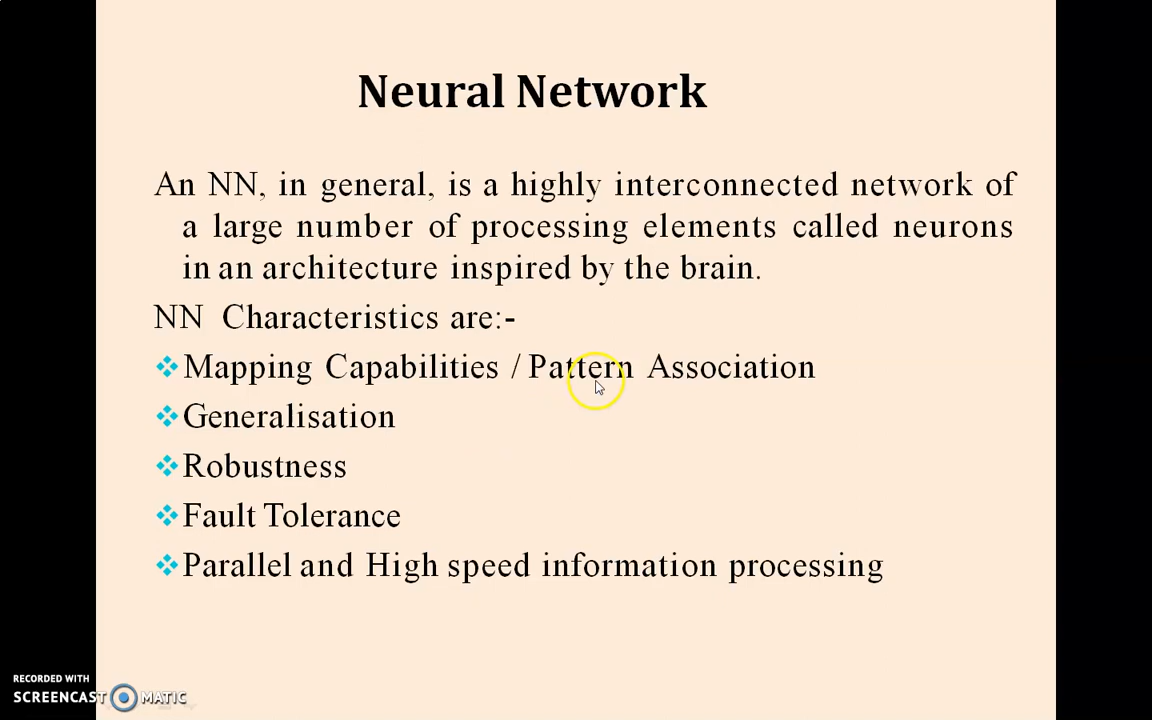 Neural Network
An NN, in general, is a highly interconnected network of
a large number of processing elements called neurons
in an architecture inspired by the brain.
NN Characteristics are:-
❖Mapping Capabilities / Pattern Association
❖Generalisation
❖Robustness
❖Fault Tolerance
❖Parallel and High speed information processing
RECORDED WITH
SCREENCAST MATIC